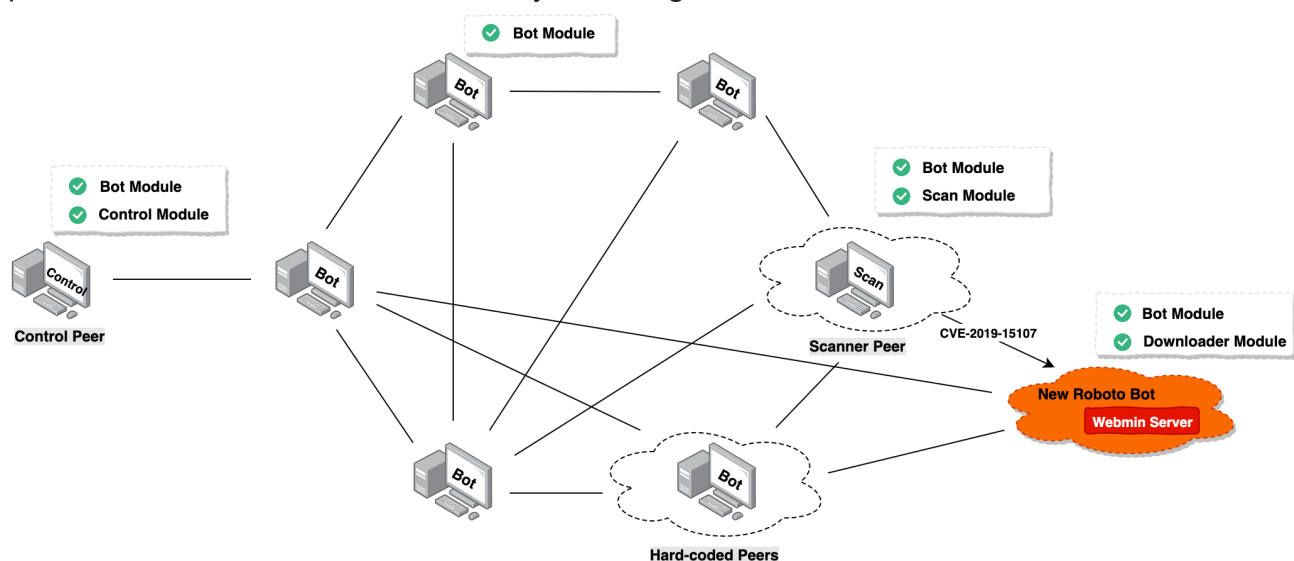 Bot Module
Bot
Bot
Bot Module
Scan Module
Bot Module
Control Module
Control
Control Peer
Bot
Scan
Scanner Peer
CVE-2019-15107
Bot Module
Downloader Module
New Roboto Bot
Webmin Server
Bot
Bot
Hard-coded Peers